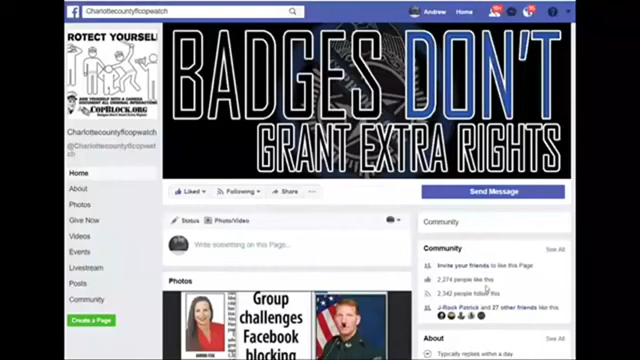 Charlottecountyflcopwatch
Andrew Home
PROTECT YOURSELF
COPBLOCK.ORG
BADGES DON'T
GRANT EXTRA RIGHTS
Charlottecountyflcopwatch
@Charlottecountyflcopwat
ch
Liked Following Share ...
Send Message
Home
About
Photos
Give Now
Videos
Events
Livestream
Posts
Community
Create a Page
Status Photo/Video
Write something on this Page...
Photos
Group
challenges
Facebook
blocking
Community
Community See All
Invite your friends to like this Page
2,274 people like this
2,342 people follow this
J-Rock Patrick and 27 other friends like this
About See All
Typically replies within a day